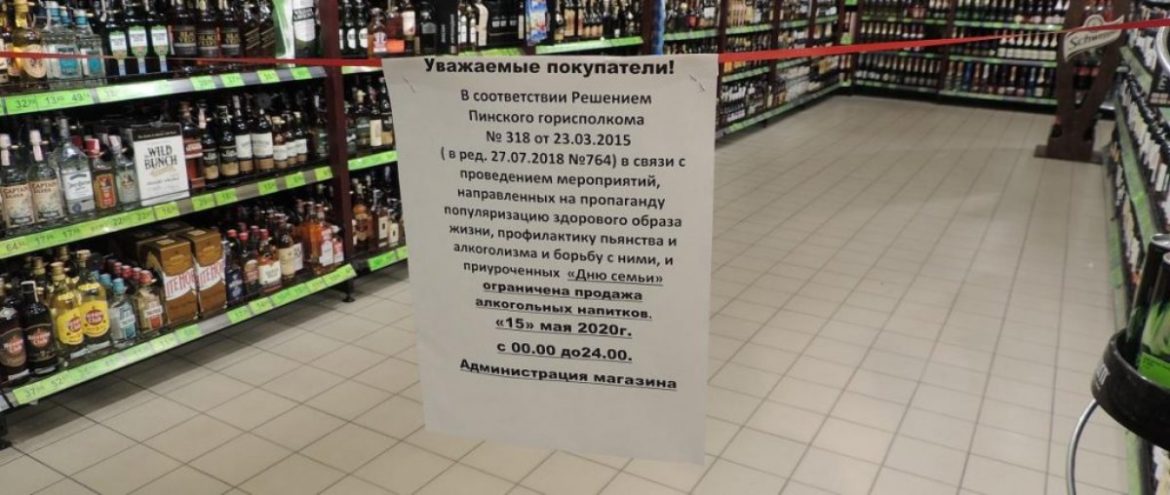 Уважаемые покупатели!
В соответствии Решением
Пинского горисполкома
№ 318 от 23.03.2015
( в ред. 27.07.2018 №764) в связи с
проведением мероприятий,
направленных на пропаганду
популяризацию здорового образа
жизни, профилактику пьянства и
алкоголизма и борьбу с ними, и
приуроченных «Дню семьи»
ограничена продажа
алкогольных напитков.
«15» мая 2020г.
с 00.00 до24.00.
Администрация магазина
WILD
BUNCH